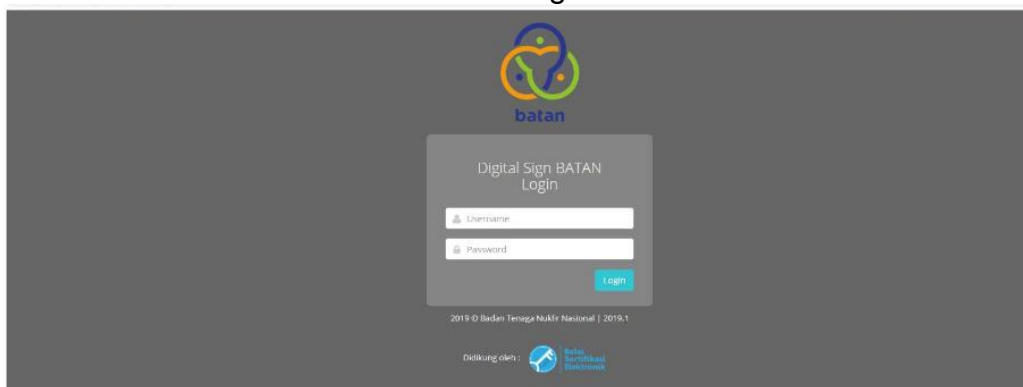 batan
Digital Sign BATAN
Login
Username
Password
Login
2019 © Badan Tenaga Nuklir Nasional | 2019.1
Didikung oleh :
Balai
Sertifikasi
Elektronik